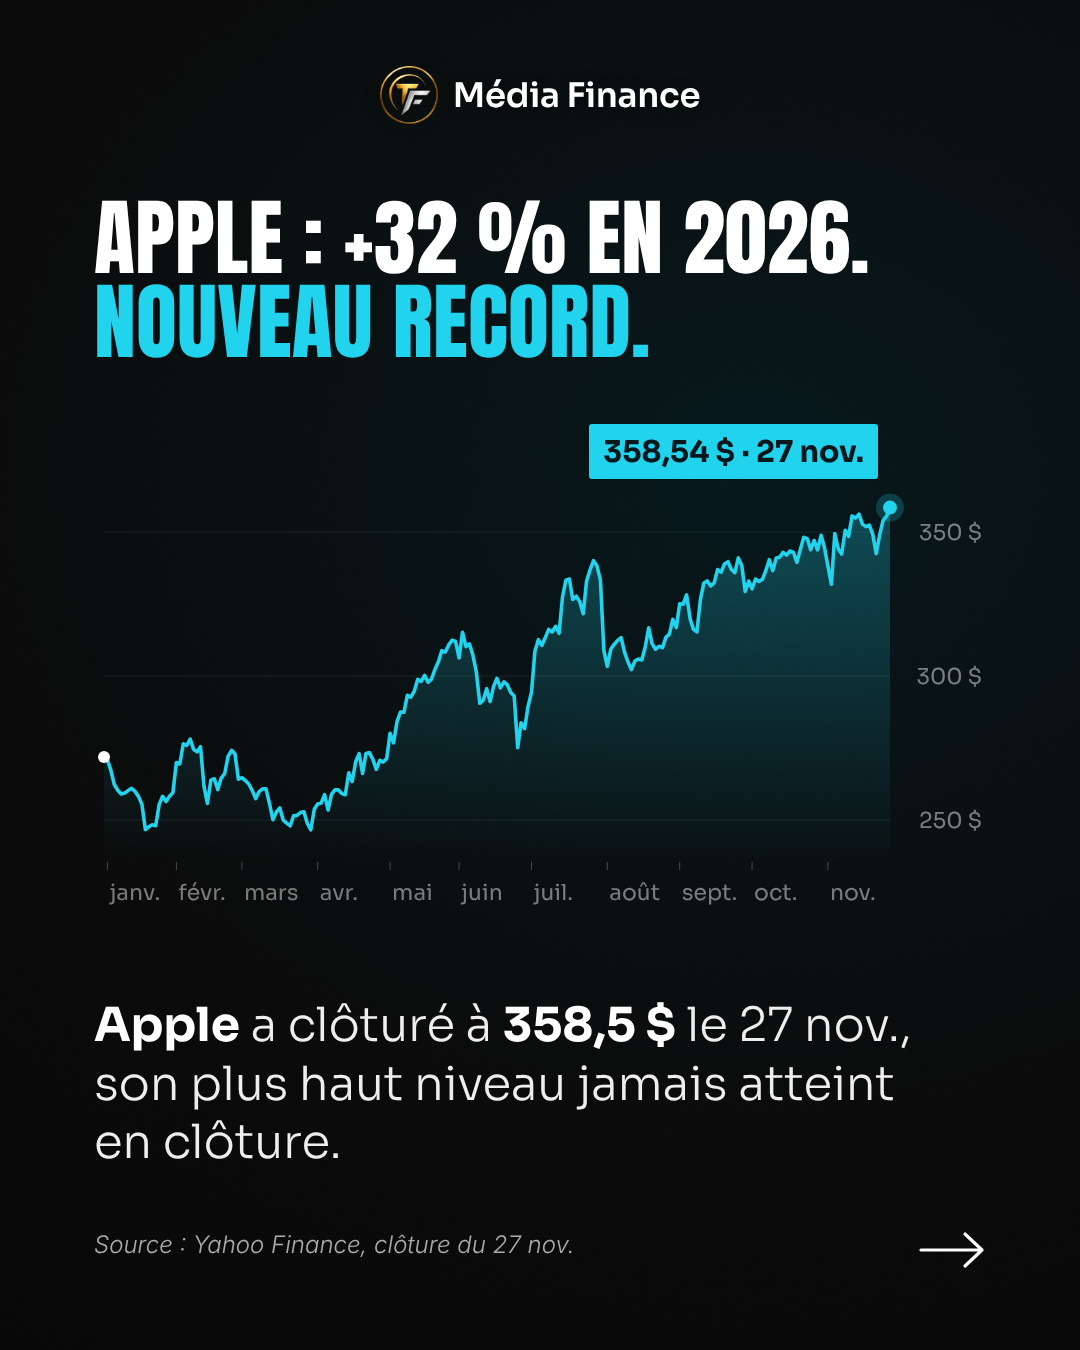 TF Média Finance
APPLE : +32 % EN 2026.
NOUVEAU RECORD.
358,54 $ · 27 nov.
350 $
300 $
250 $
janv. févr. mars avr. mai juin juil. août sept. oct. nov.
Apple a clôturé à 358,5 $ le 27 nov.,
son plus haut niveau jamais atteint
en clôture.
Source : Yahoo Finance, clôture du 27 nov.